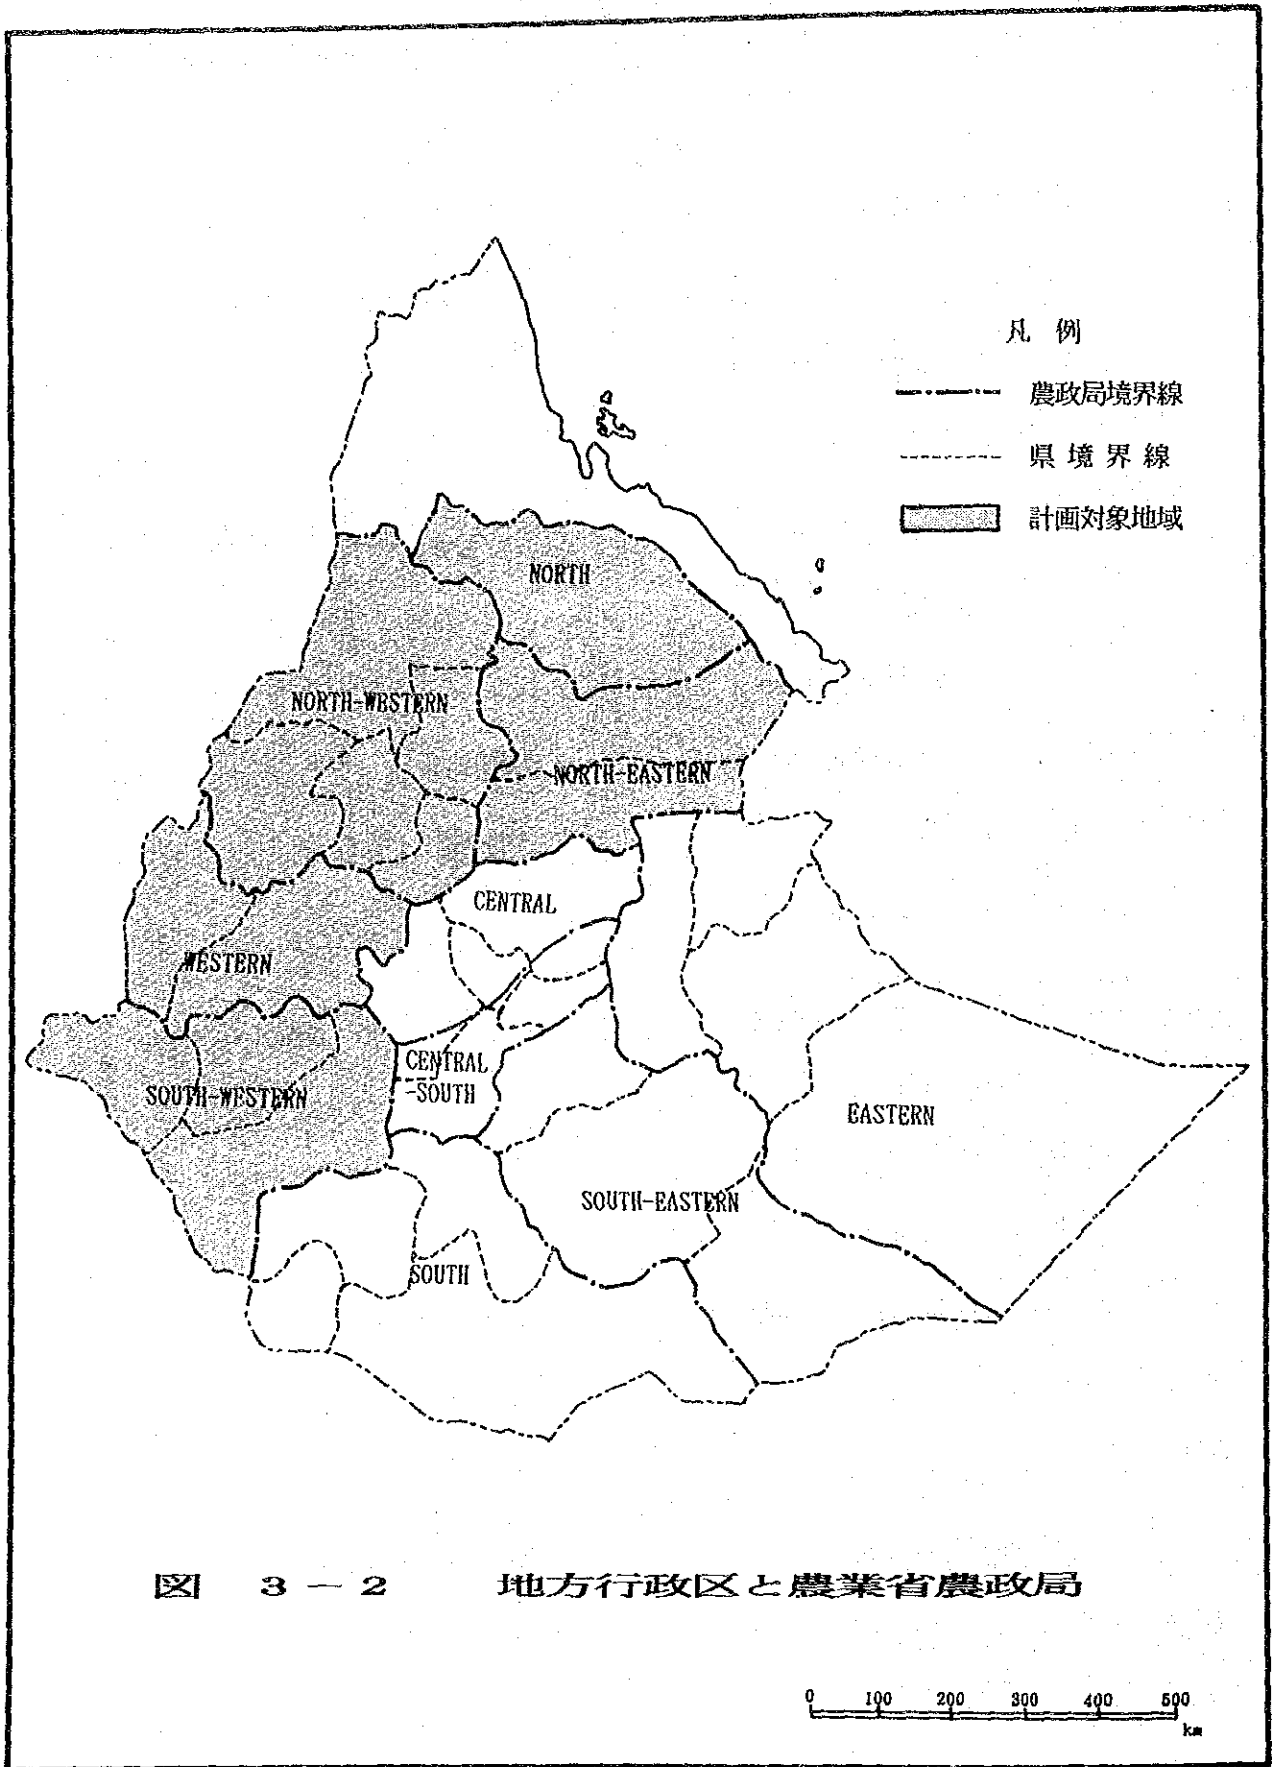 凡 例
農政局境界線
県 境 界 線
計画対象地域
NORTH
NORTH-WESTERN
NORTH-EASTERN
CENTRAL
WESTERN
CENTRAL
-SOUTH
SOUTH-WESTERN
EASTERN
SOUTH-EASTERN
SOUTH
図 3-2 地方行政区と農業省農政局
0 100 200 300 400 500
km